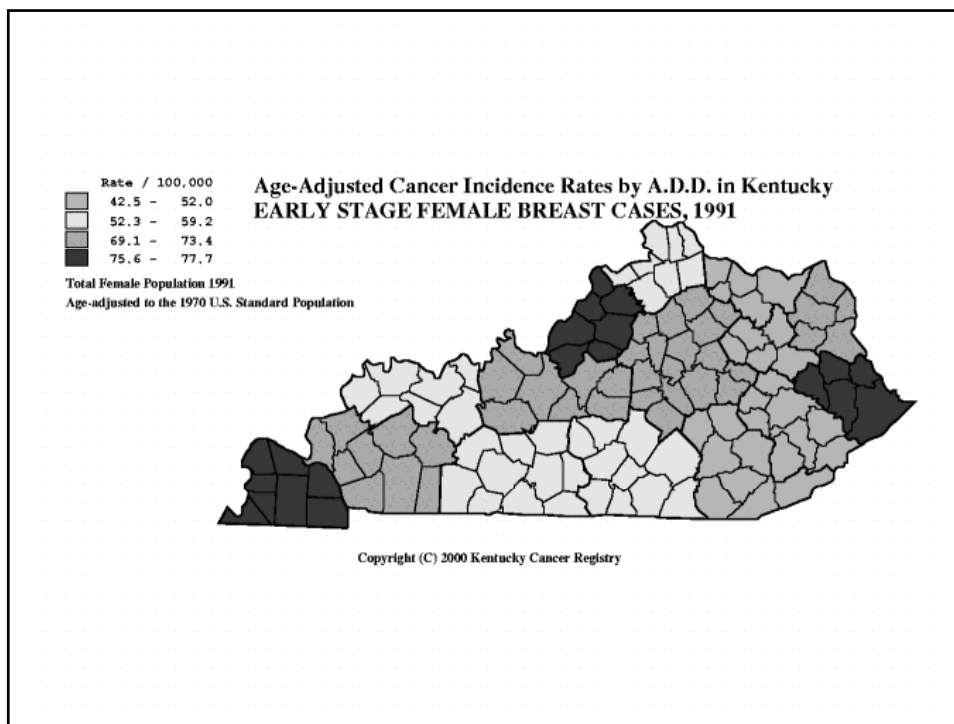 Rate / 100,000
42.5 - 52.0
52.3 - 59.2
69.1 - 73.4
75.6 - 77.7
Total Female Population 1991
Age-adjusted to the 1970 U.S. Standard Population
Age-Adjusted Cancer Incidence Rates by A.D.D. in Kentucky
EARLY STAGE FEMALE BREAST CASES, 1991
Copyright (C) 2000 Kentucky Cancer Registry